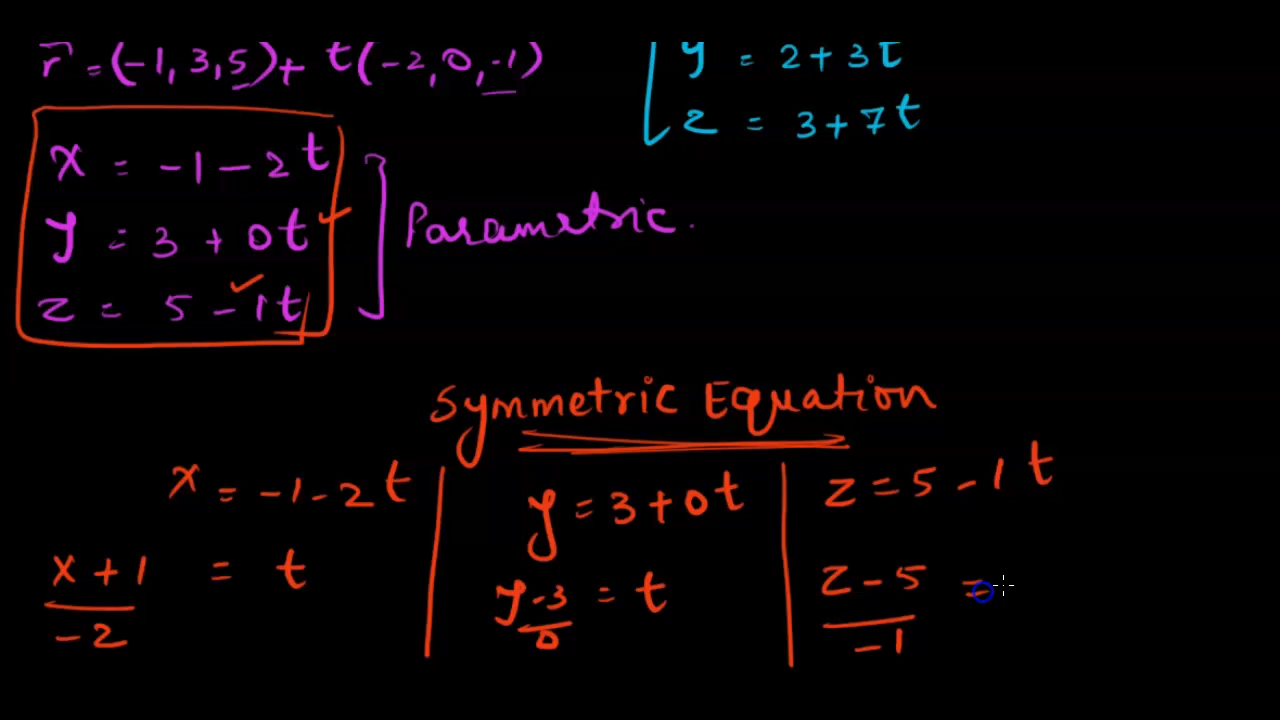 r⃗ = (-1, 3, 5) + t(-2, 0, -1)
y = 2 + 3t
z = 3 + 7t
x = -1 - 2t
y = 3 + 0t
z = 5 - 1t
Parametric.
Symmetric Equation
x = -1 - 2t
x + 1 / -2 = t
y = 3 + 0t
y - 3 / 0 = t
z = 5 - 1t
z - 5 / -1 =